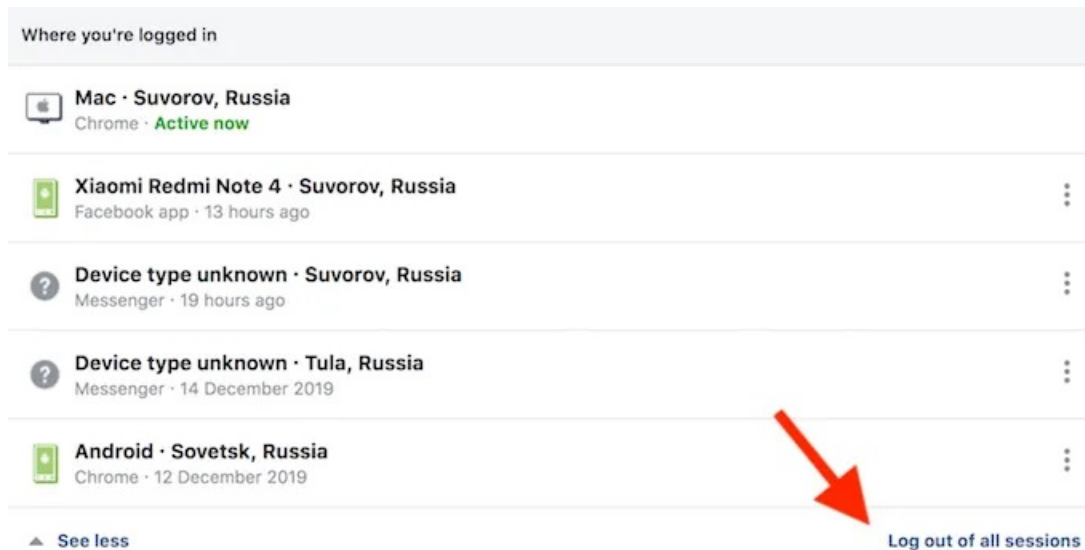 Where you're logged in
Mac · Suvorov, Russia
Chrome · Active now
Xiaomi Redmi Note 4 · Suvorov, Russia
Facebook app · 13 hours ago
Device type unknown · Suvorov, Russia
Messenger · 19 hours ago
Device type unknown · Tula, Russia
Messenger · 14 December 2019
Android · Sovetsk, Russia
Chrome · 12 December 2019
See less
Log out of all sessions